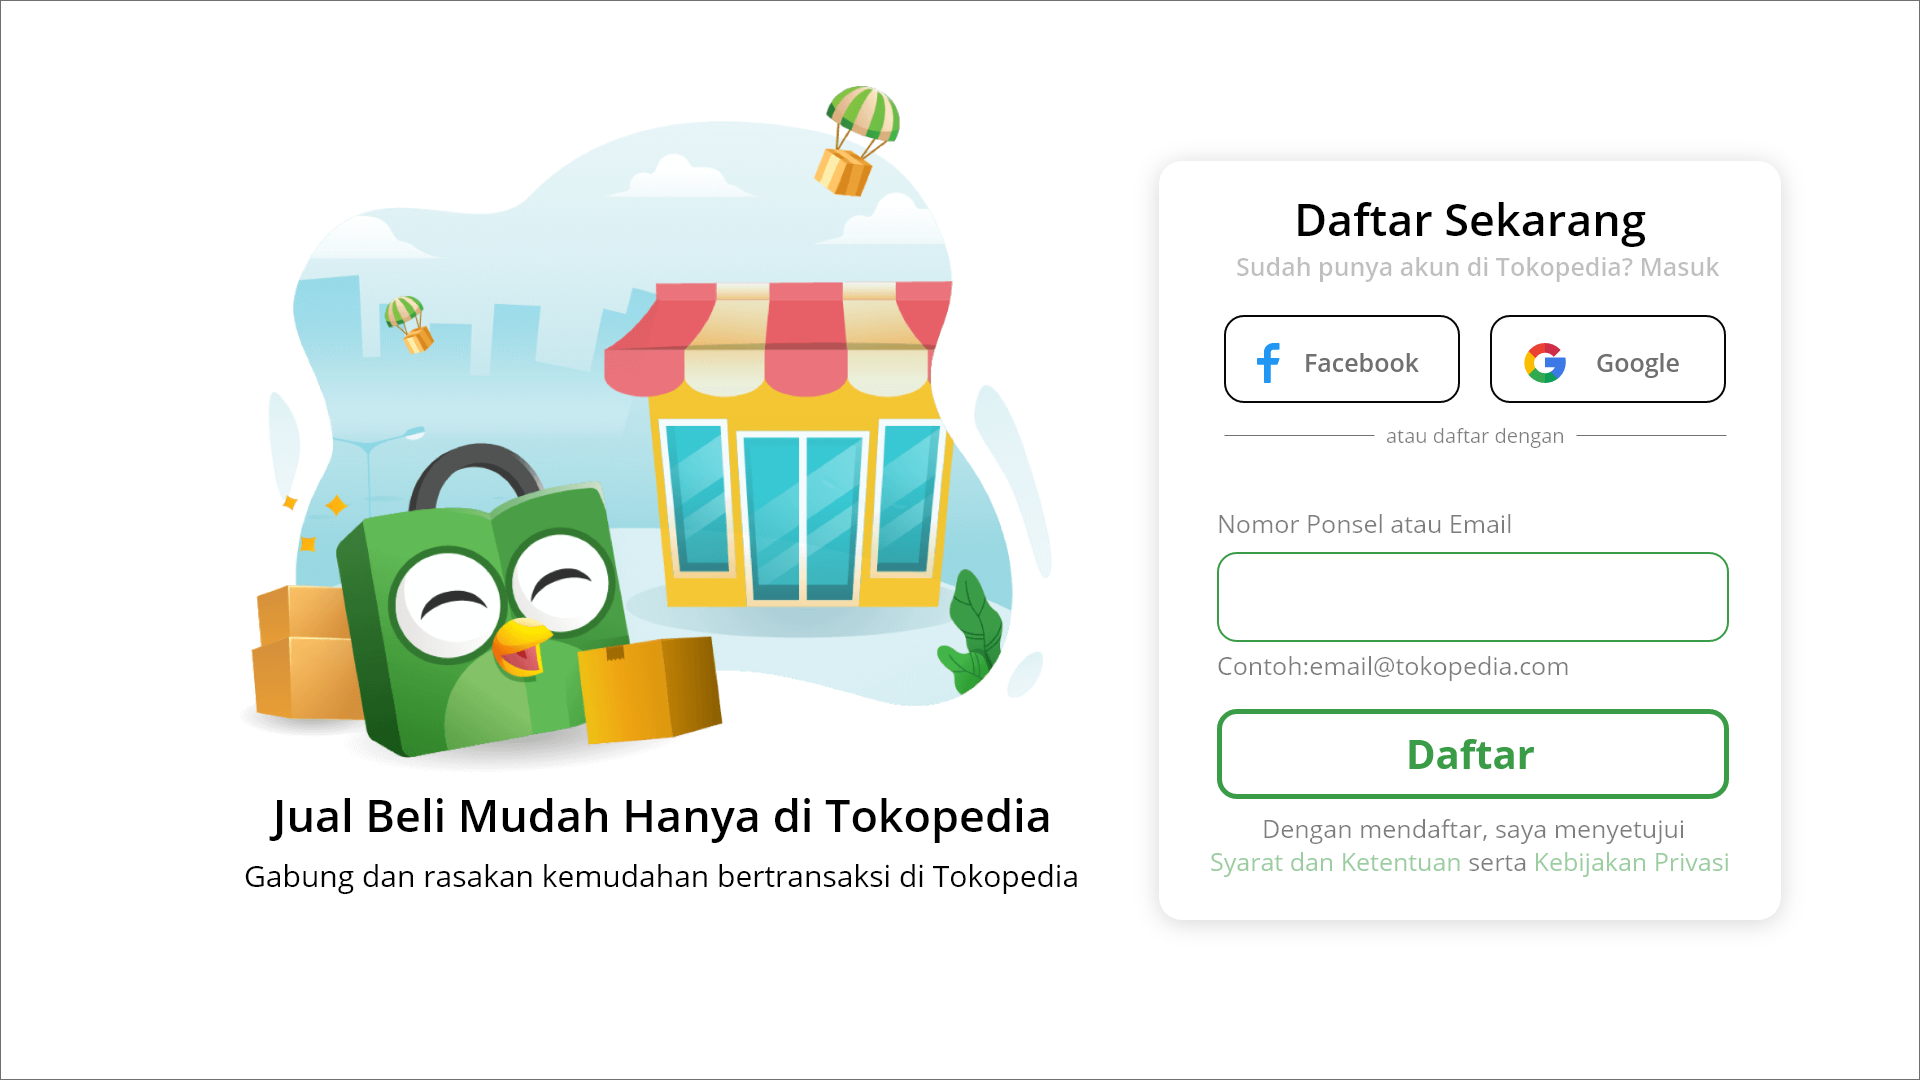 Jual Beli Mudah Hanya di Tokopedia
Gabung dan rasakan kemudahan bertransaksi di Tokopedia
Daftar Sekarang
Sudah punya akun di Tokopedia? Masuk
Facebook
Google
atau daftar dengan
Nomor Ponsel atau Email
Contoh:email@tokopedia.com
Daftar
Dengan mendaftar, saya menyetujui
Syarat dan Ketentuan serta Kebijakan Privasi